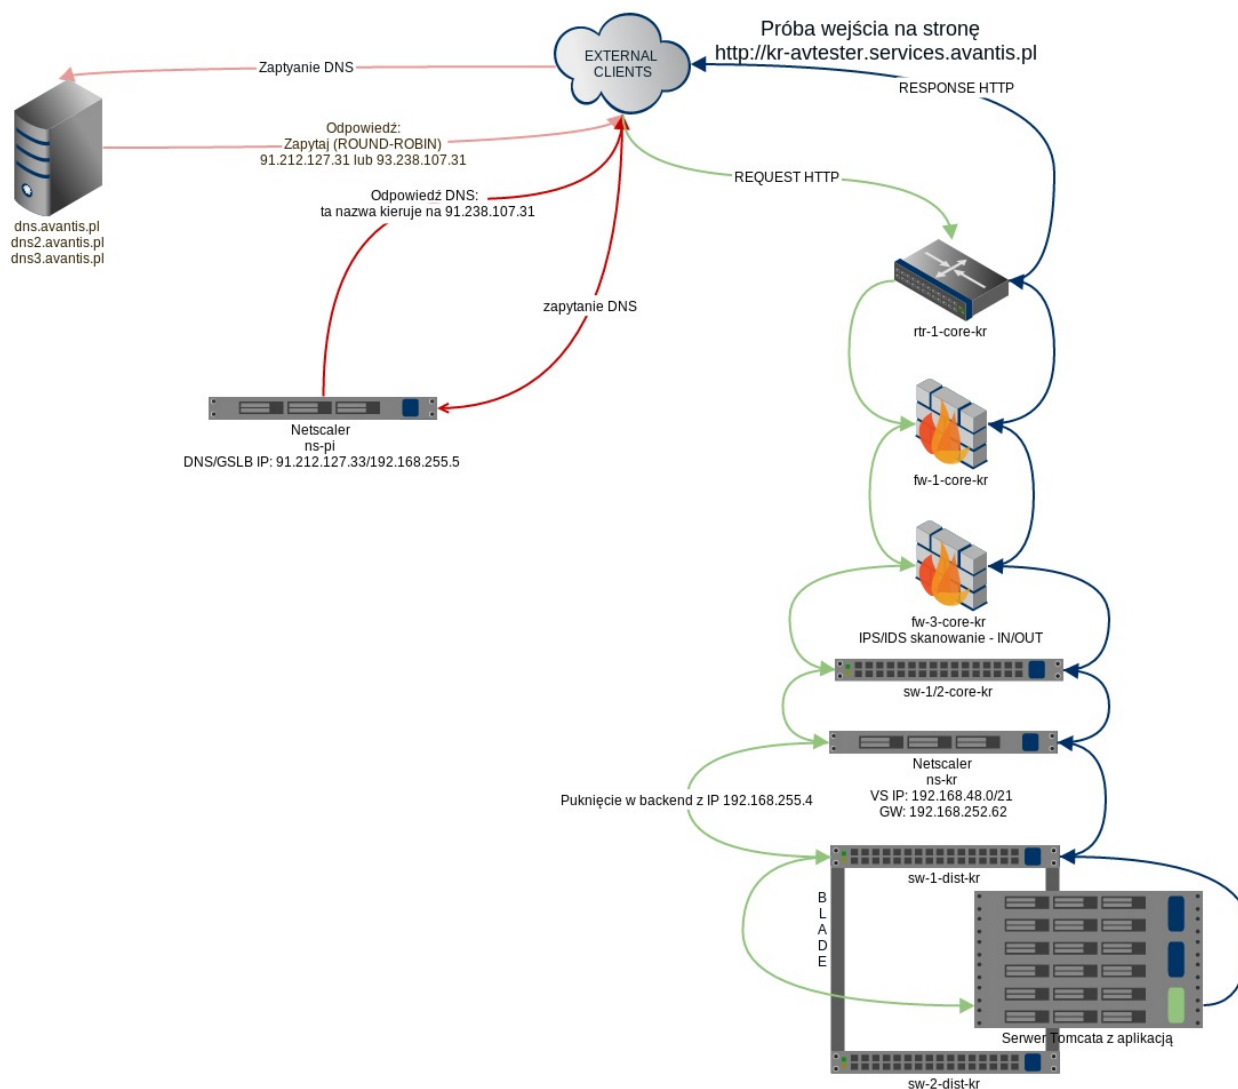 Próba wejścia na stronę
http://kr-avtester.services.avantis.pl
EXTERNAL
CLIENTS
Zaptyanie DNS
RESPONSE HTTP
Odpowiedź:
Zapytaj (ROUND-ROBIN)
91.212.127.31 lub 93.238.107.31
REQUEST HTTP
Odpowiedź DNS:
ta nazwa kieruje na 91.238.107.31
dns.avantis.pl
dns2.avantis.pl
dns3.avantis.pl
zapytanie DNS
rtr-1-core-kr
Netscaler
ns-pi
DNS/GSLB IP: 91.212.127.33/192.168.255.5
fw-1-core-kr
fw-3-core-kr
IPS/IDS skanowanie - IN/OUT
sw-1/2-core-kr
Netscaler
ns-kr
VS IP: 192.168.48.0/21
GW: 192.168.252.62
Puknięcie w backend z IP 192.168.255.4
sw-1-dist-kr
B
L
A
D
E
Serwer Tomcata z aplikacją
sw-2-dist-kr